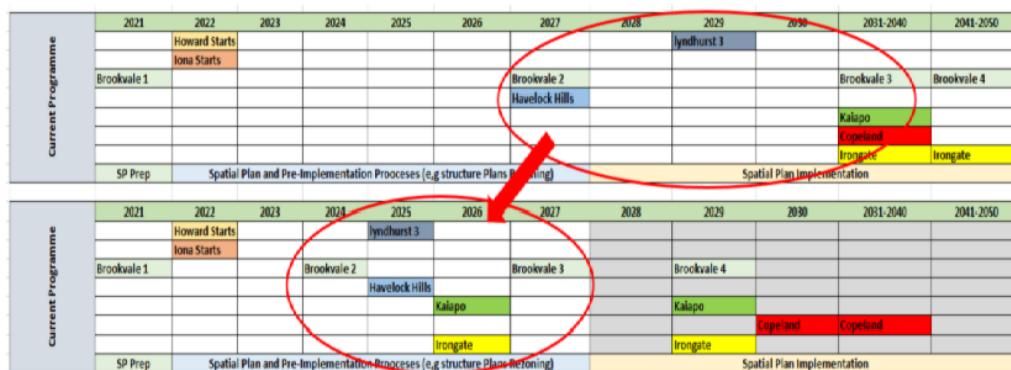 Current Programme
2021 2022 2023 2024 2025 2026 2027 2028 2029 2030 2031-2040 2041-2050
Howard Starts lyndhurst 3
Iona Starts
Brookvale 1 Brookvale 2 Brookvale 3 Brookvale 4
Havelock Hills
Kaiapo
Copeland
Irongate Irongate
SP Prep Spatial Plan and Pre-Implementation Prooceses (e,g structure Plans Rezoning) Spatial Plan Implementation
Current Programme
2021 2022 2023 2024 2025 2026 2027 2028 2029 2030 2031-2040 2041-2050
Howard Starts lyndhurst 3
Iona Starts
Brookvale 1 Brookvale 2 Brookvale 3 Brookvale 4
Havelock Hills
Kaiapo Kaiapo
Copeland Copeland
Irongate Irongate
SP Prep Spatial Plan and Pre-Implementation Prooceses (e,g structure Plans Rezoning) Spatial Plan Implementation